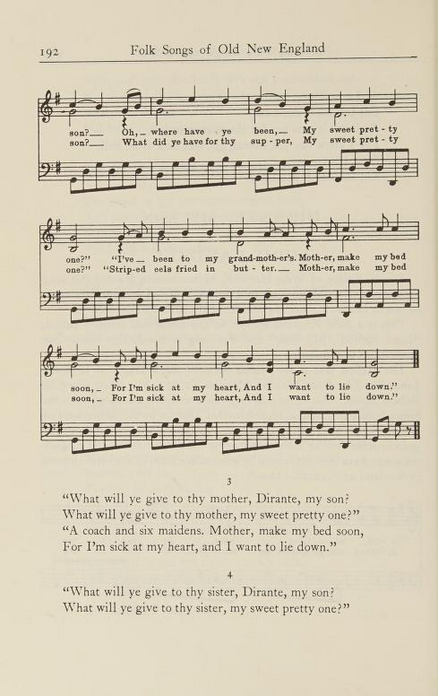 192 Folk Songs of Old New England
son?— Oh,– where have ye been,— My sweet pret - ty
son?— What did ye have for thy sup - per, My sweet pret - ty
one?" "I've— been to my grand-moth-er's. Moth-er, make my bed
one?" "Strip-ed eels fried in but - ter.— Moth-er, make my bed
soon, – For I'm sick at my heart, And I want to lie down."
soon, – For I'm sick at my heart, And I want to lie down."
3
"What will ye give to thy mother, Dirante, my son?
What will ye give to thy mother, my sweet pretty one?"
"A coach and six maidens. Mother, make my bed soon,
For I'm sick at my heart, and I want to lie down."
4
"What will ye give to thy sister, Dirante, my son?
What will ye give to thy sister, my sweet pretty one?"